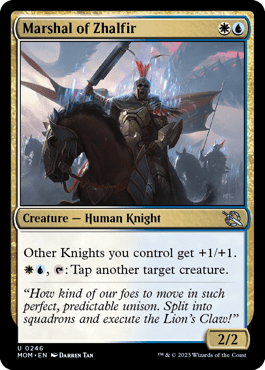 Marshal of Zhalfir
Creature — Human Knight
Other Knights you control get +1/+1.
, : Tap another target creature.
“How kind of our foes to move in such
perfect, predictable unison. Split into
squadrons and execute the Lion’s Claw!”
2/2
U 0246
MOM • EN DARREN TAN
™ & © 2023 Wizards of the Coast